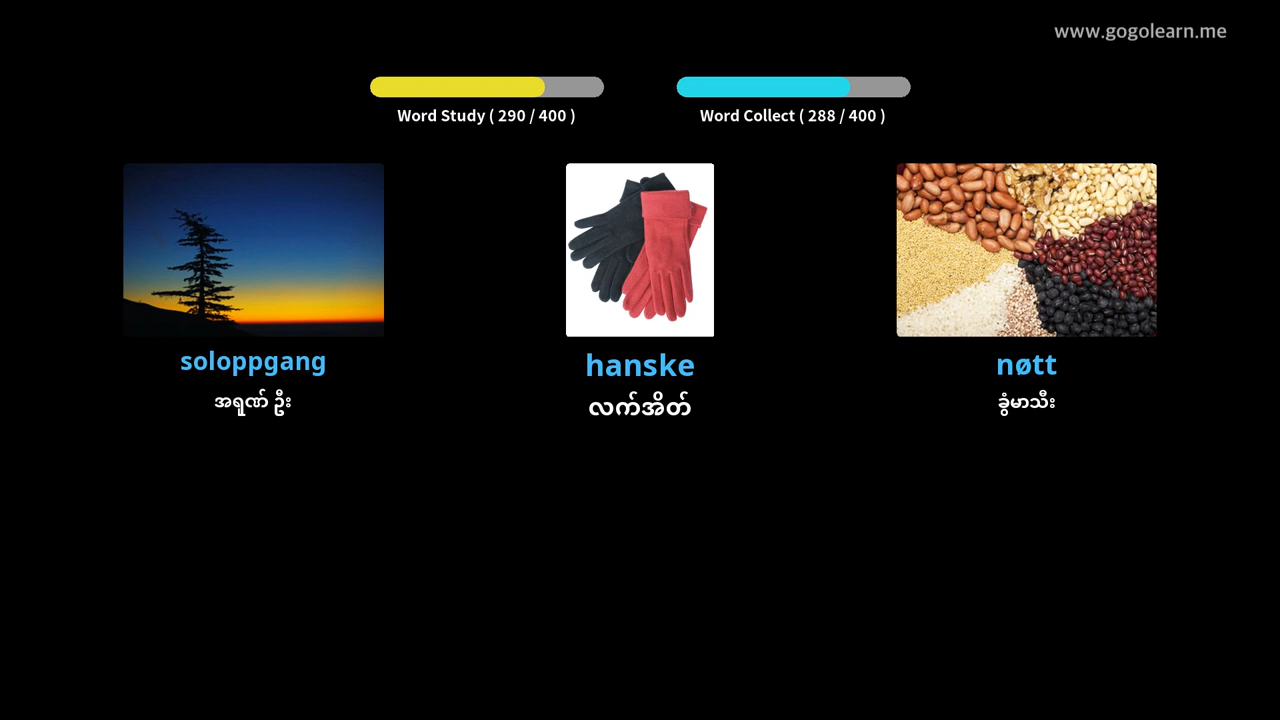 www.gogolearn.me
Word Study ( 290 / 400 )
Word Collect ( 288 / 400 )
soloppgang
hanske
nøtt
အရုဏ် ဦး
လက်အိတ်
ခွံမာသီး